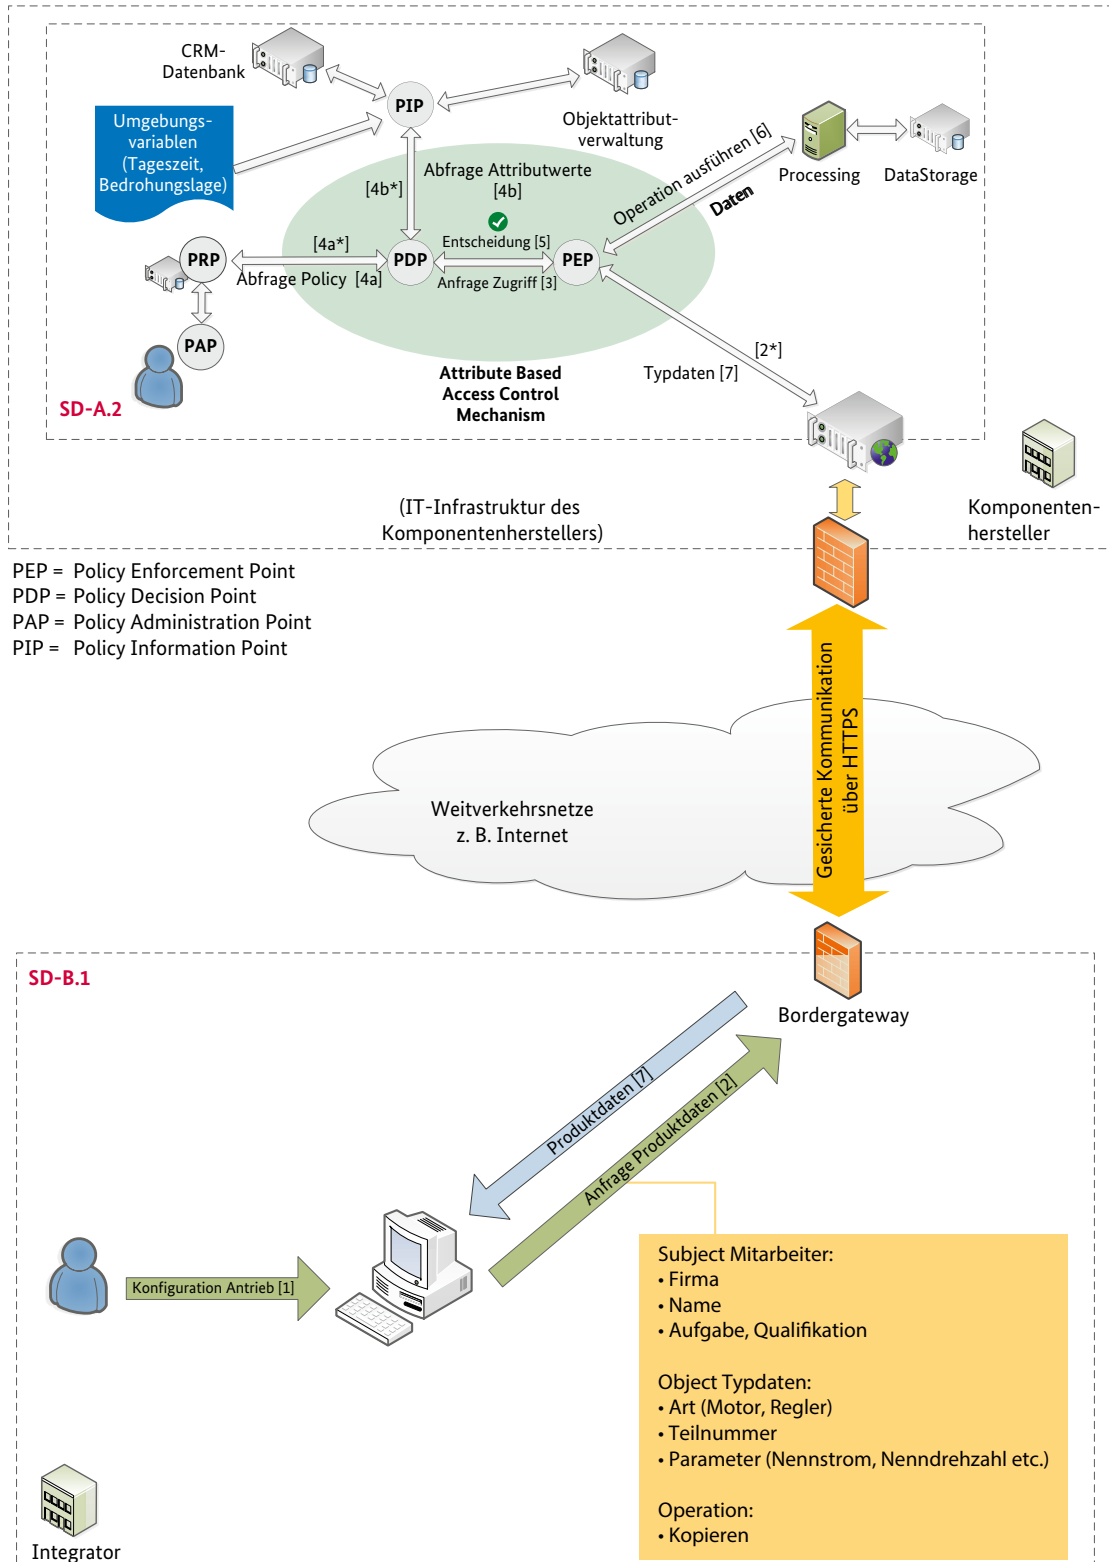 CRM-
Datenbank
PIP
Objektattribut-
verwaltung
Umgebungs-
variablen
(Tageszeit,
Bedrohungslage)
Operation ausführen [6]
Daten
Processing
DataStorage
Abfrage Attributwerte
[4b]
[4b*]
[4a*]
Entscheidung [5]
PRP
PDP
PEP
Abfrage Policy [4a]
Anfrage Zugriff [3]
PAP
[2*]
Typdaten [7]
Attribute Based
Access Control
Mechanism
SD-A.2
(IT-Infrastruktur des
Komponentenherstellers)
Komponenten-
hersteller
PEP = Policy Enforcement Point
PDP = Policy Decision Point
PAP = Policy Administration Point
PIP = Policy Information Point
Gesicherte Kommunikation
über HTTPS
Weitverkehrsnetze
z. B. Internet
SD-B.1
Bordergateway
Produktdaten [7]
Anfrage Produktdaten [2]
Konfiguration Antrieb [1]
Subject Mitarbeiter:
• Firma
• Name
• Aufgabe, Qualifikation
Object Typdaten:
• Art (Motor, Regler)
• Teilnummer
• Parameter (Nennstrom, Nenndrehzahl etc.)
Operation:
• Kopieren
Integrator